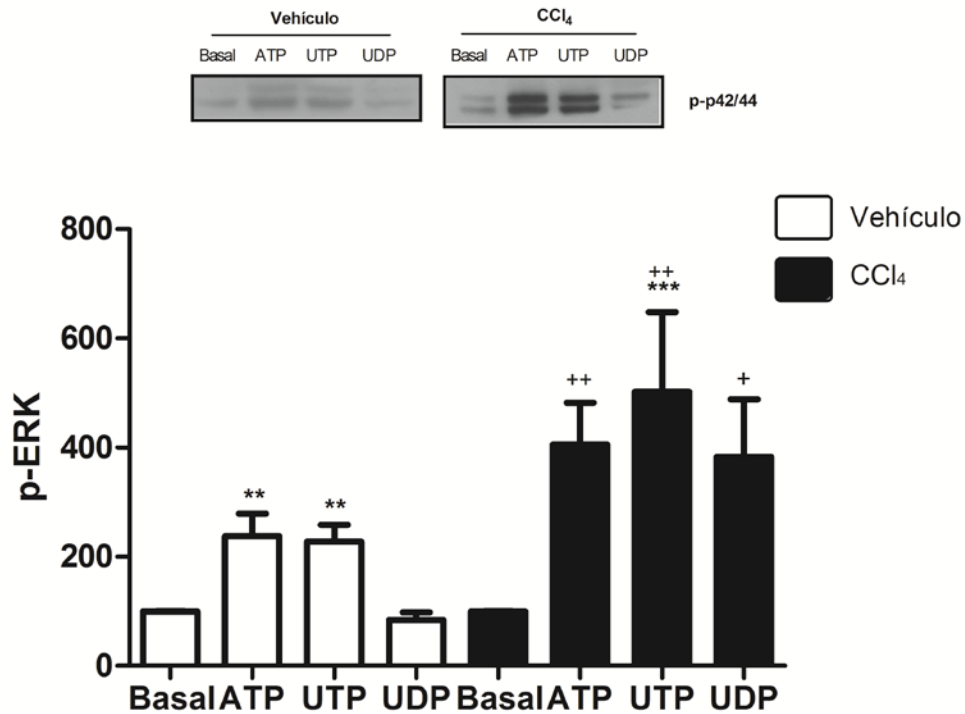 Vehículo CCl₄
Basal ATP UTP UDP Basal ATP UTP UDP
p-p42/44
800
600
400
200
0
p-ERK
Vehículo
CCl₄
** ** ++ ++ *** +
Basal ATP UTP UDP Basal ATP UTP UDP